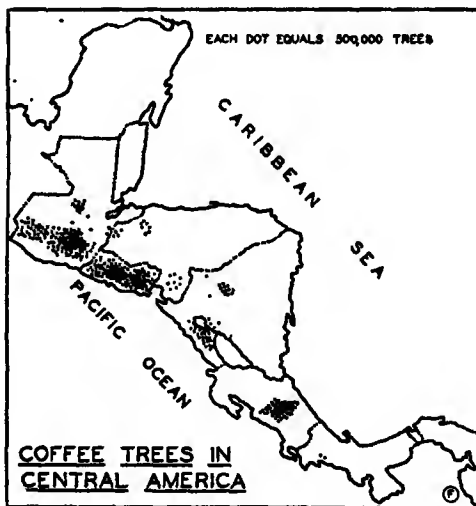 EACH DOT EQUALS 500,000 TREES
CARIBBEAN SEA
PACIFIC OCEAN
COFFEE TREES IN
CENTRAL AMERICA
F